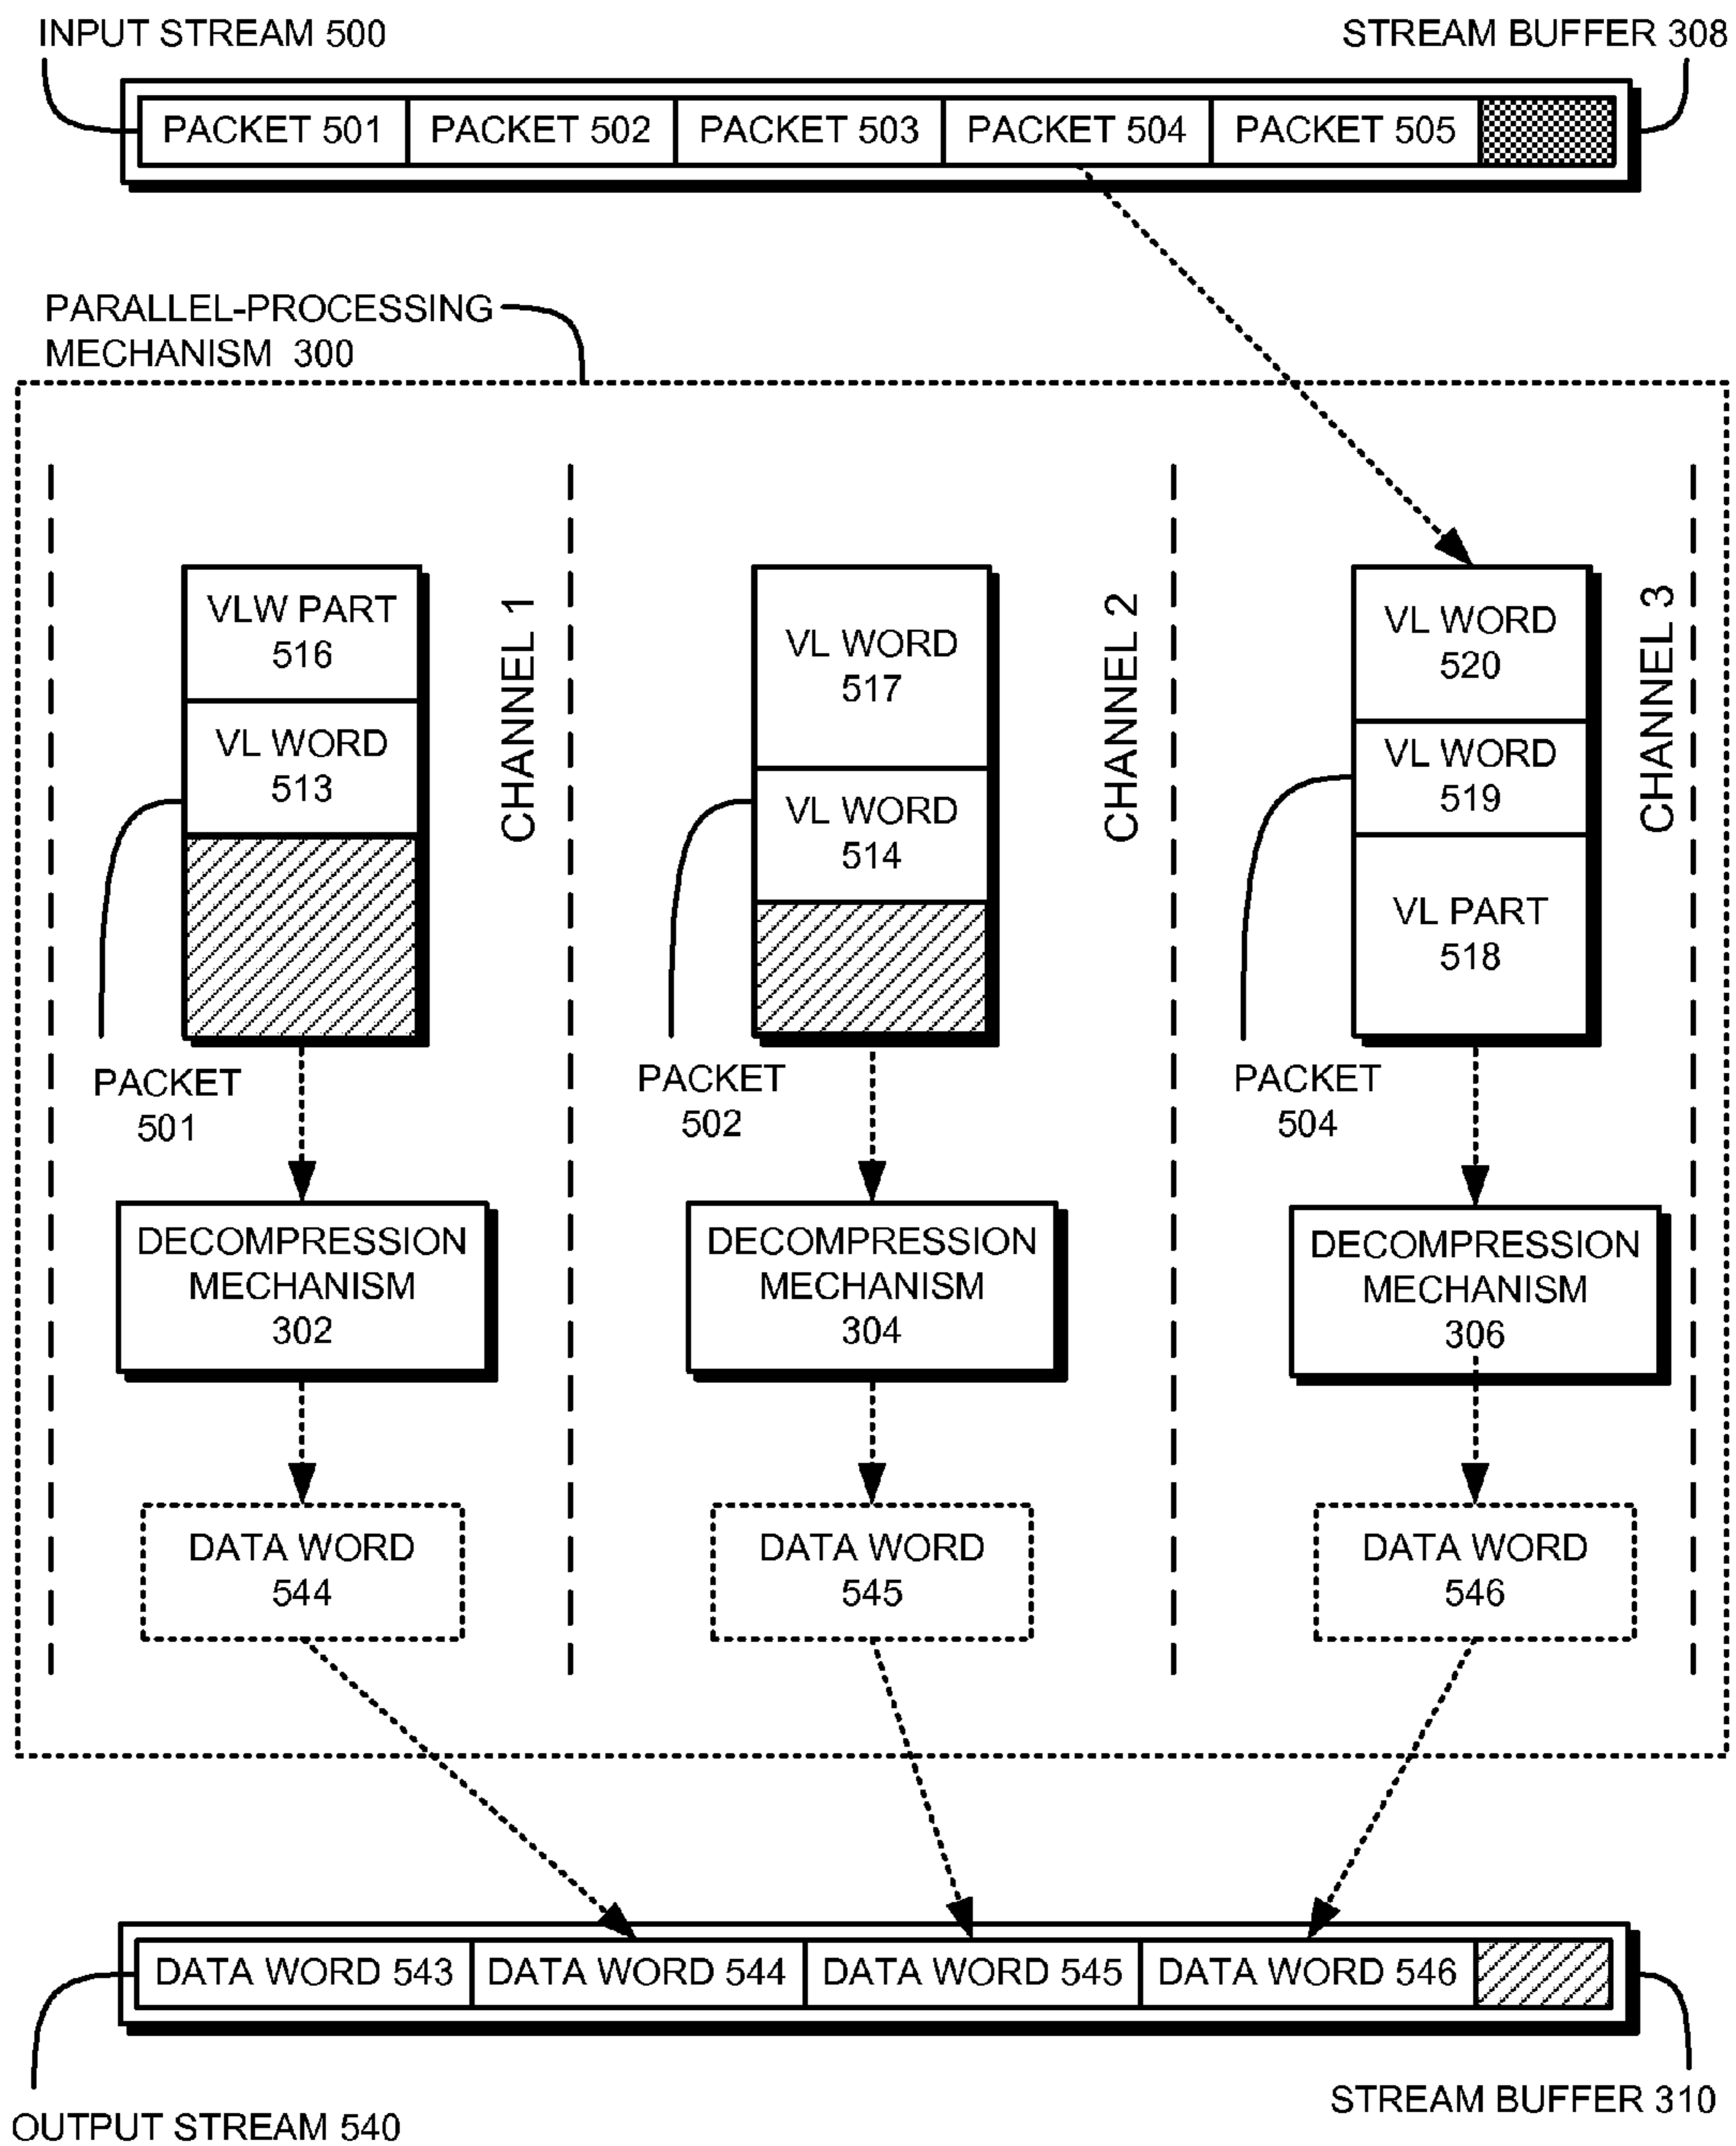 INPUT STREAM 500
STREAM BUFFER 308
PACKET 501
PACKET 502
PACKET 503
PACKET 504
PACKET 505
PARALLEL-PROCESSING
MECHANISM 300
VLW PART
516
VL WORD
513
CHANNEL 1
PACKET
501
DECOMPRESSION
MECHANISM
302
DATA WORD
544
VL WORD
517
VL WORD
514
CHANNEL 2
PACKET
502
DECOMPRESSION
MECHANISM
304
DATA WORD
545
VL WORD
520
VL WORD
519
VL PART
518
CHANNEL 3
PACKET
504
DECOMPRESSION
MECHANISM
306
DATA WORD
546
DATA WORD 543
DATA WORD 544
DATA WORD 545
DATA WORD 546
OUTPUT STREAM 540
STREAM BUFFER 310